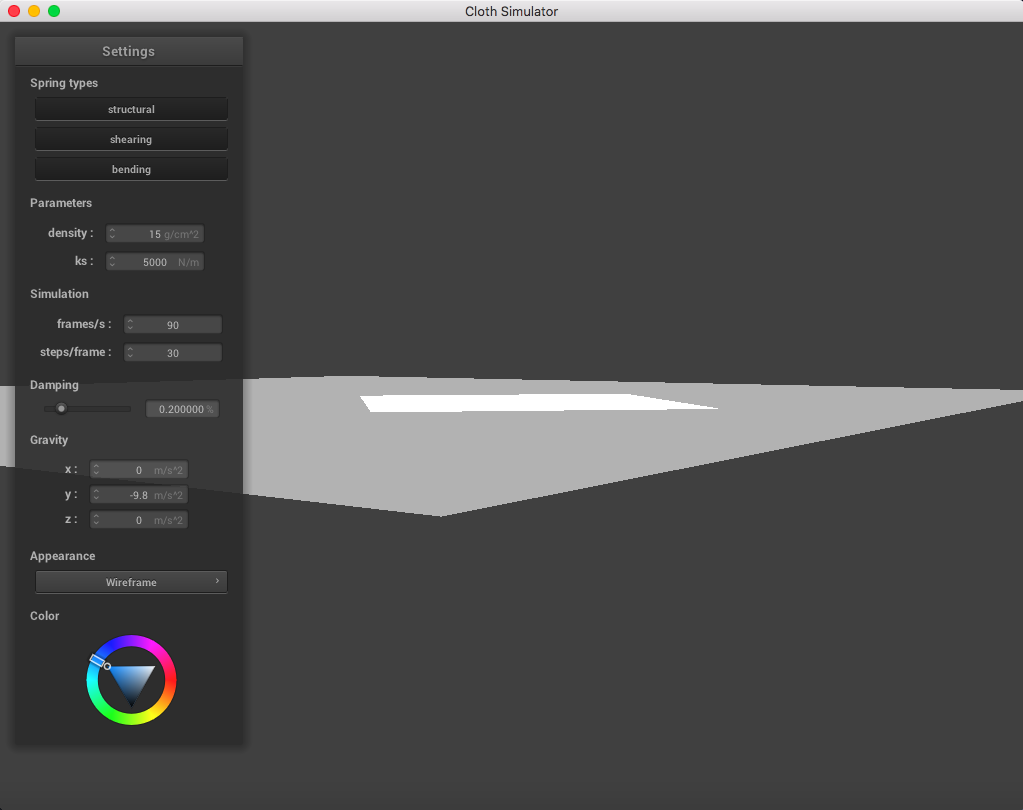 Cloth Simulator
Settings
Spring types
structural
shearing
bending
Parameters
density : 15 g/cm^2
ks : 5000 N/m
Simulation
frames/s : 90
steps/frame : 30
Damping
0.200000 %
Gravity
x : 0 m/s^2
y : -9.8 m/s^2
z : 0 m/s^2
Appearance
Wireframe
Color